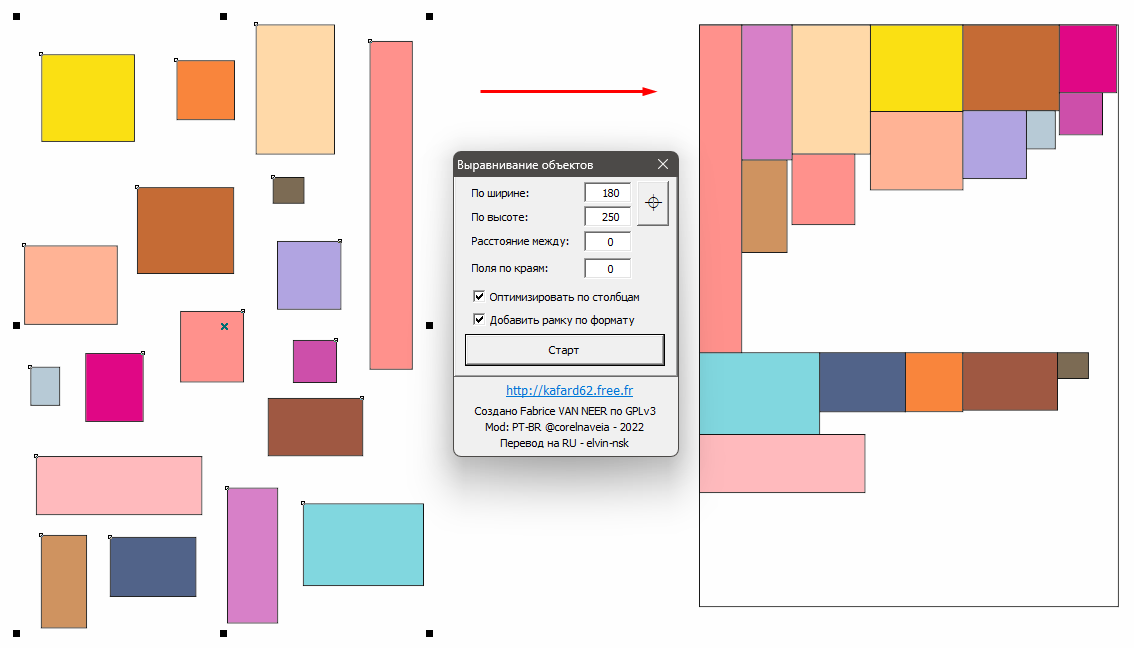 Выравнивание объектов
По ширине: 180
По высоте: 250
Расстояние между: 0
Поля по краям: 0
Оптимизировать по столбцам
Добавить рамку по формату
Старт
http://kafard62.free.fr
Создано Fabrice VAN NEER по GPLv3
Mod: PT-BR @corelnaveia - 2022
Перевод на RU - elvin-nsk